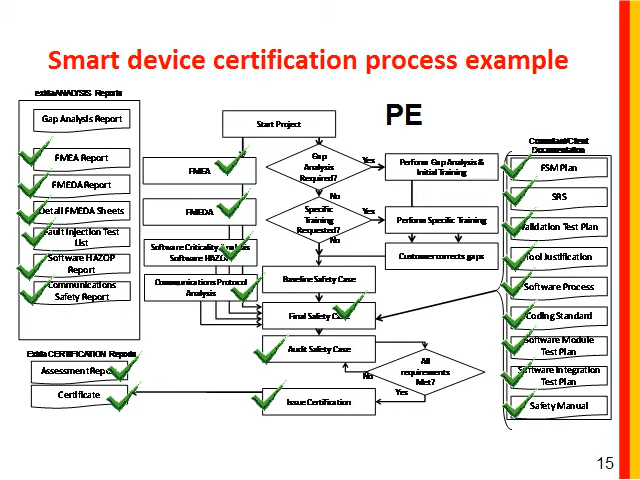 Smart device certification process example
PE
exidaANALYSIS Reports
Gap Analysis Report
FMEA Report
FMEDA Report
Detail FMEDA Sheets
Fault Injection Test
List
Software HAZOP
Report
Communications
Safety Report
Exida CERTIFICATION Reports
Assessment Report
Certificate
Start Project
FMEA
FMEDA
Software Criticality Analysis
Software HAZOP
Communications Protocol
Analysis
Gap
Analysis
Required?
Yes
No
Perform Gap Analysis &
Initial Training
Specific
Training
Requested?
Yes
No
Perform Specific Training
Customer corrects gaps
Baseline Safety Case
Final Safety Case
Audit Safety Case
All
requirements
Met?
No
Yes
Issue Certification
Consultant/Client
Documentation
FSM Plan
SRS
Validation Test Plan
Tool Justification
Software Process
Coding Standard
Software Module
Test Plan
Software Integration
Test Plan
Safety Manual
15